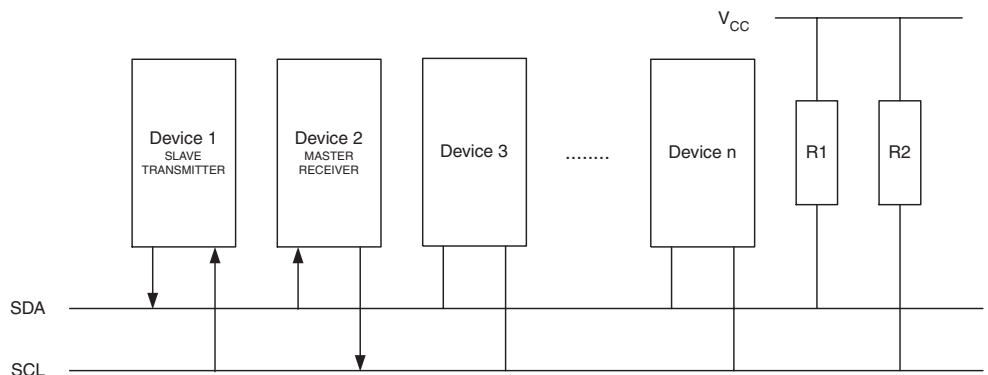 VCC
Device 1
SLAVE
TRANSMITTER
Device 2
MASTER
RECEIVER
Device 3
........
Device n
R1
R2
SDA
SCL